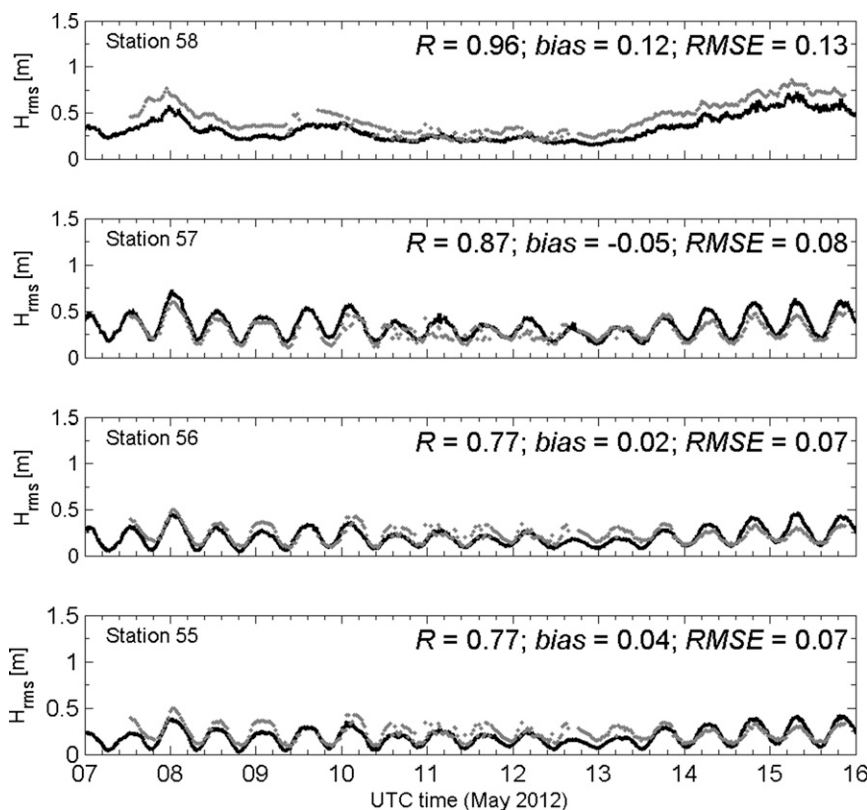 1.5
Station 58
R = 0.96; bias = 0.12; RMSE = 0.13
1
0.5
0
H_rms [m]
1.5
Station 57
R = 0.87; bias = -0.05; RMSE = 0.08
1
0.5
0
H_rms [m]
1.5
Station 56
R = 0.77; bias = 0.02; RMSE = 0.07
1
0.5
0
H_rms [m]
1.5
Station 55
R = 0.77; bias = 0.04; RMSE = 0.07
1
0.5
0
H_rms [m]
07 08 09 10 11 12 13 14 15 16
UTC time (May 2012)